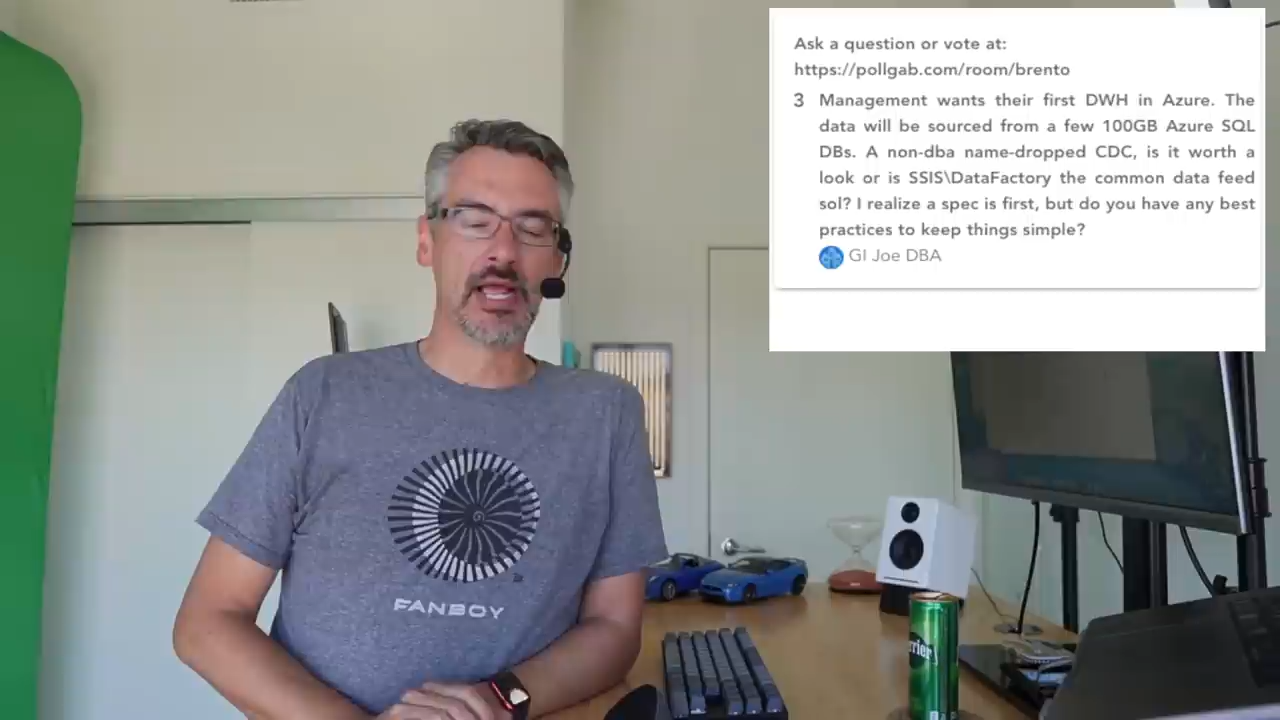 Ask a question or vote at:
https://pollgab.com/room/brento
3 Management wants their first DWH in Azure. The
data will be sourced from a few 100GB Azure SQL
DBs. A non-dba name-dropped CDC, is it worth a
look or is SSIS\DataFactory the common data feed
sol? I realize a spec is first, but do you have any best
practices to keep things simple?
GI Joe DBA
FANBOY
rrier